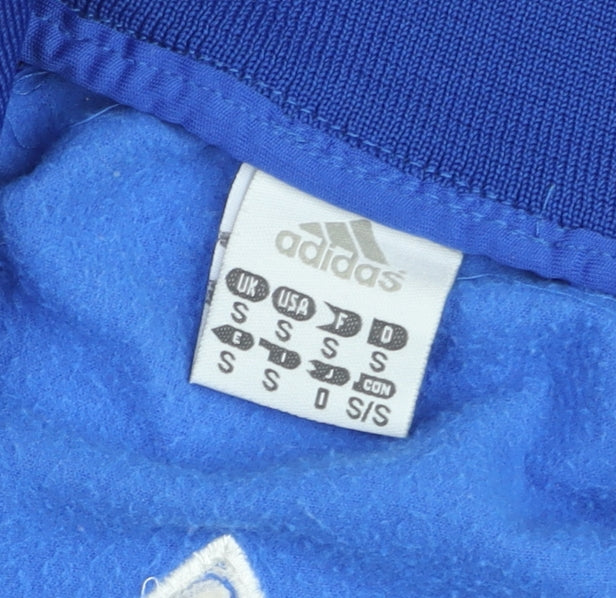 adidas
UK USA F D
S S S S
E I J CON
S S O S/S